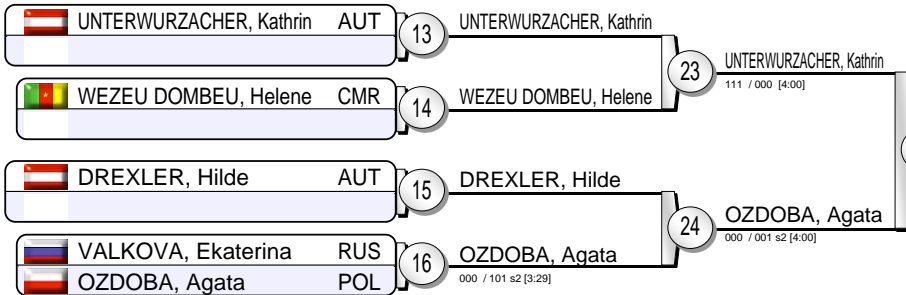 UNTERWURZACHER, Kathrin AUT
13
UNTERWURZACHER, Kathrin
WEZEU DOMBEU, Helene CMR
14
WEZEU DOMBEU, Helene
23
UNTERWURZACHER, Kathrin
111 / 000 [4:00]
DREXLER, Hilde AUT
15
DREXLER, Hilde
VALKOVA, Ekaterina RUS
OZDOBA, Agata POL
16
OZDOBA, Agata
000 / 101 s2 [3:29]
24
OZDOBA, Agata
000 / 001 s2 [4:00]